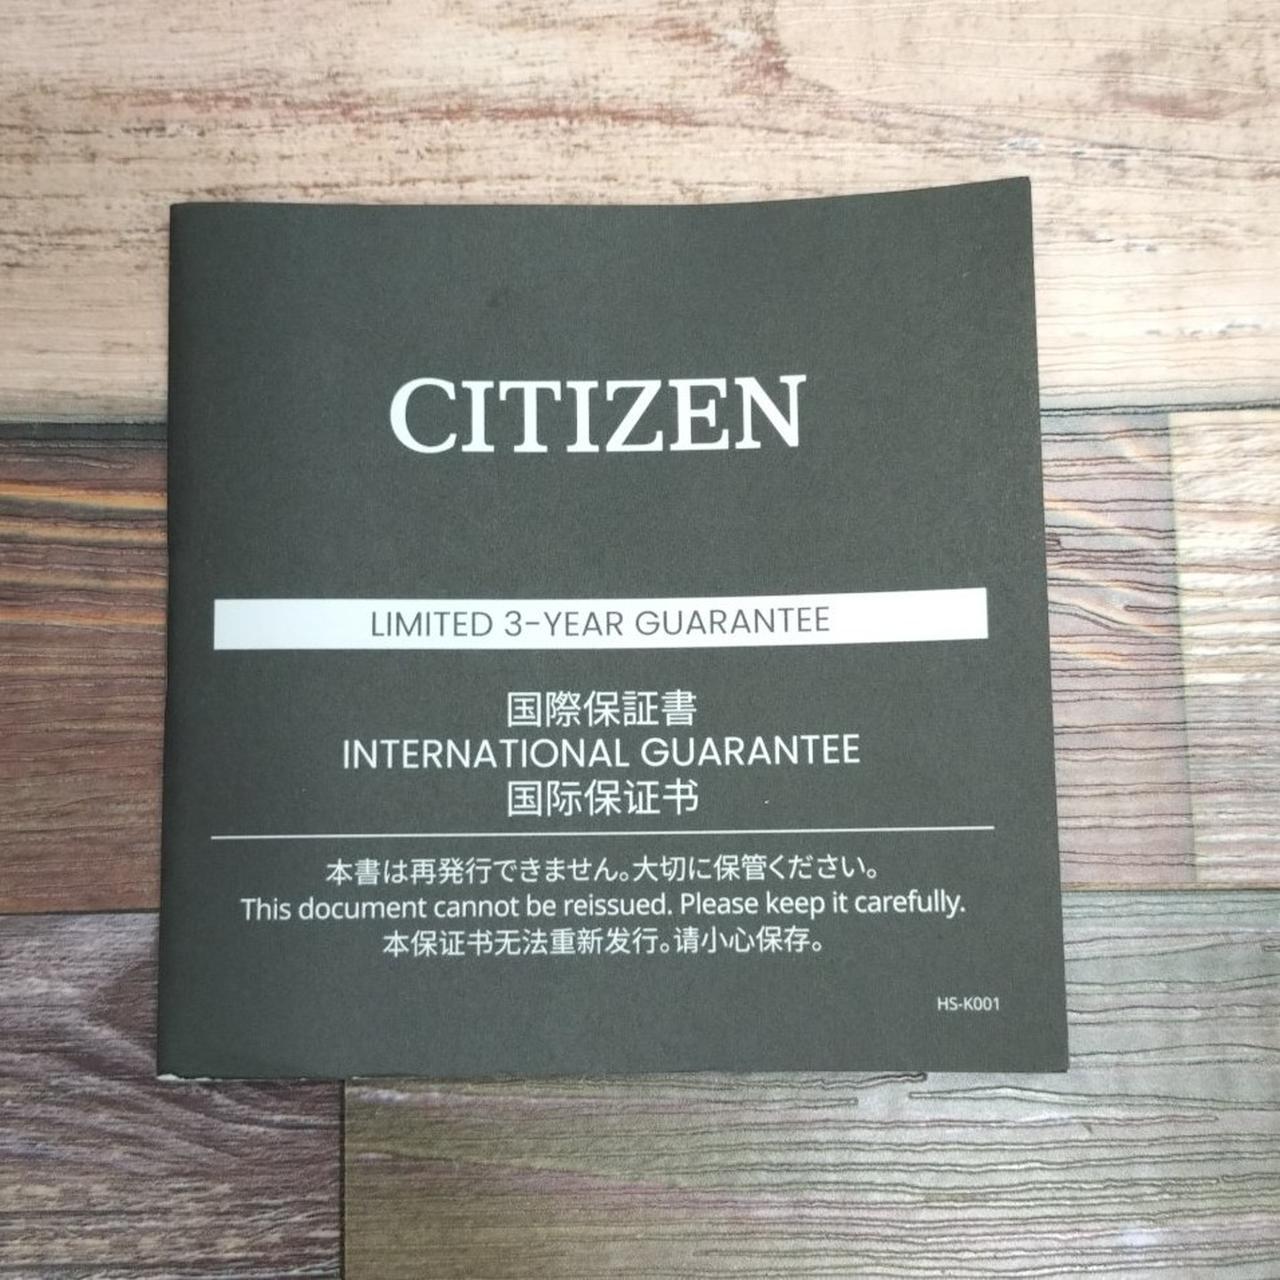 CITIZEN
LIMITED 3-YEAR GUARANTEE
国際保証書
INTERNATIONAL GUARANTEE
国际保证书
本書は再発行できません。大切に保管ください。
This document cannot be reissued. Please keep it carefully.
本保证书无法重新发行。请小心保存。
HS-K001